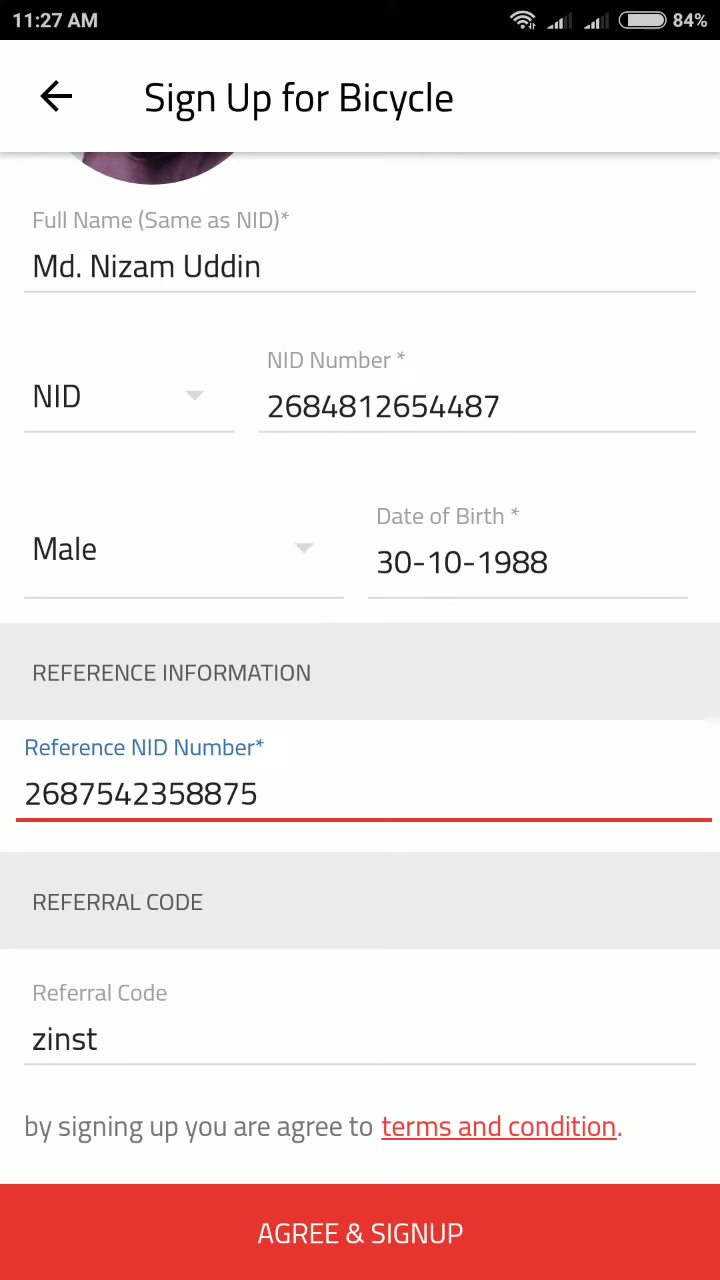 11:27 AM 84%
Sign Up for Bicycle
Full Name (Same as NID)*
Md. Nizam Uddin
NID Number *
NID 2684812654487
Date of Birth *
Male 30-10-1988
REFERENCE INFORMATION
Reference NID Number*
2687542358875
REFERRAL CODE
Referral Code
zinst
by signing up you are agree to terms and condition.
AGREE & SIGNUP